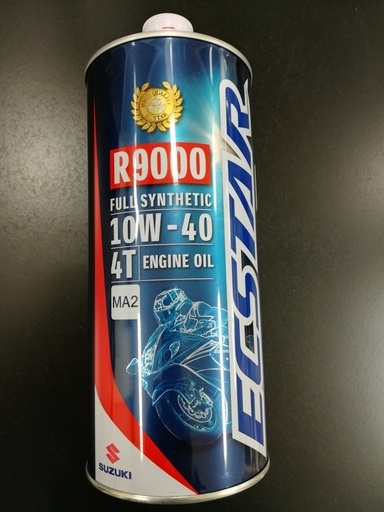 R9000
FULL SYNTHETIC
10W-40
4T ENGINE OIL
MA2
ECSTAR
SUZUKI